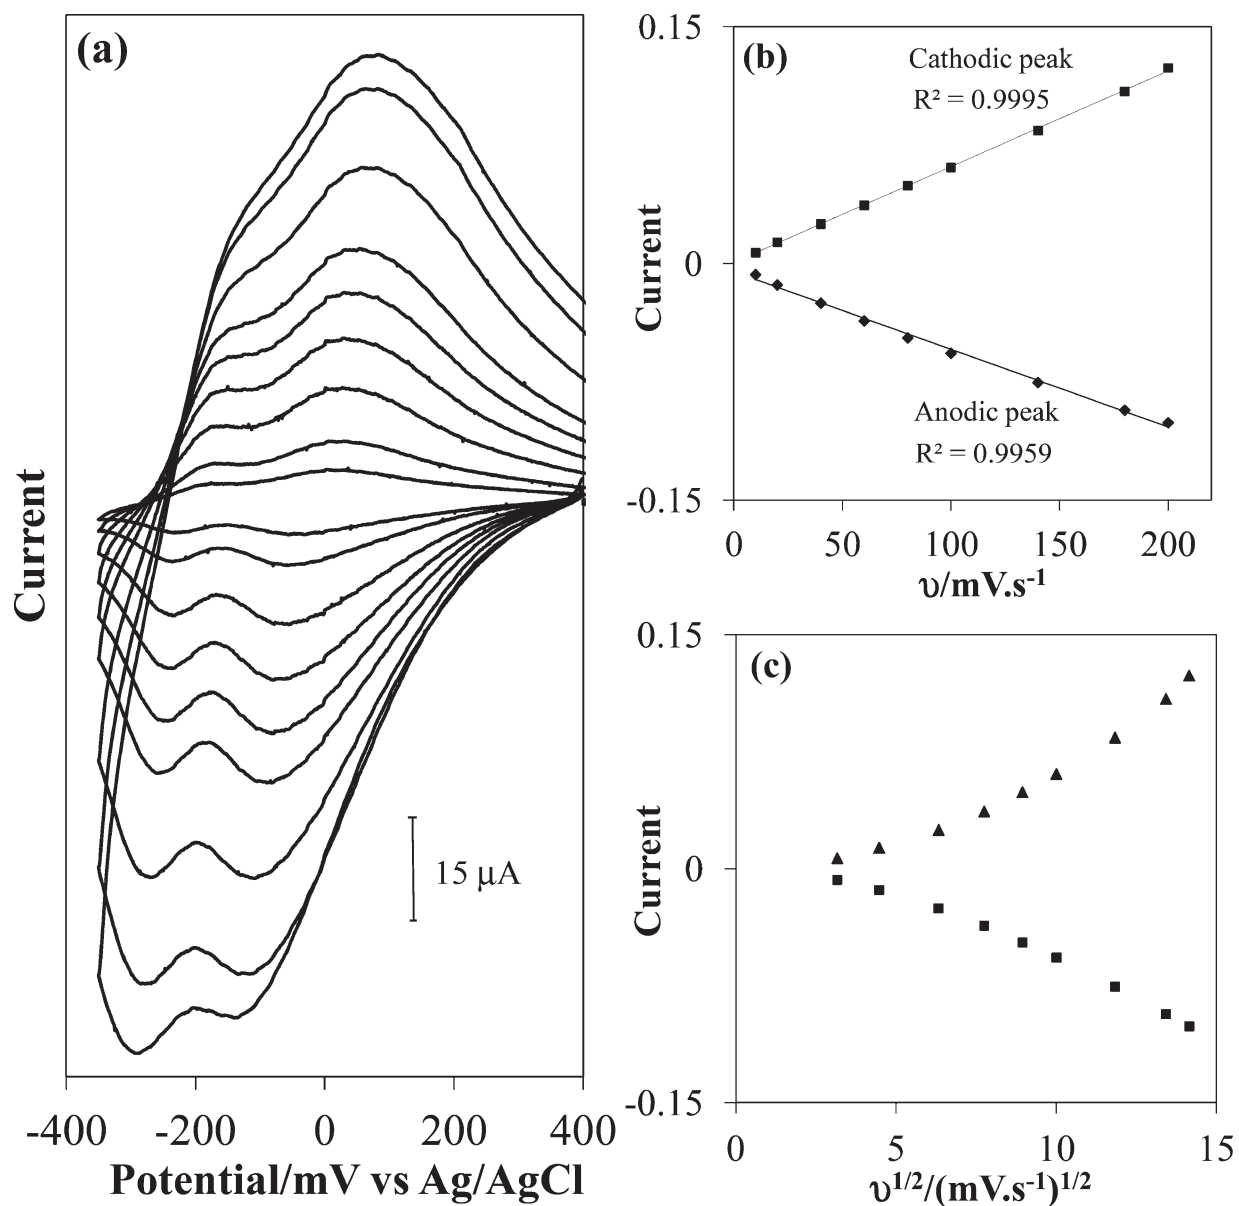 (a)
Current
15 µA
-400 -200 0 200 400
Potential/mV vs Ag/AgCl
(b)
Cathodic peak
R² = 0.9995
Anodic peak
R² = 0.9959
Current
0.15
0
-0.15
0 50 100 150 200
υ/mV.s⁻¹
(c)
Current
0.15
0
-0.15
0 5 10 15
υ¹/²/(mV.s⁻¹)¹/²